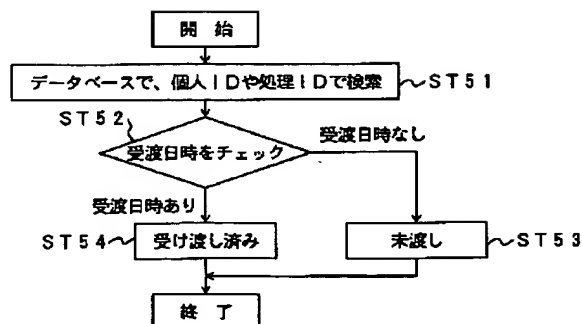 開　始
データベースで、個人IDや処理IDで検索
ST51
ST52
受渡日時をチェック
受渡日時なし
受渡日時あり
ST54
受け渡し済み
未渡し
ST53
終　了